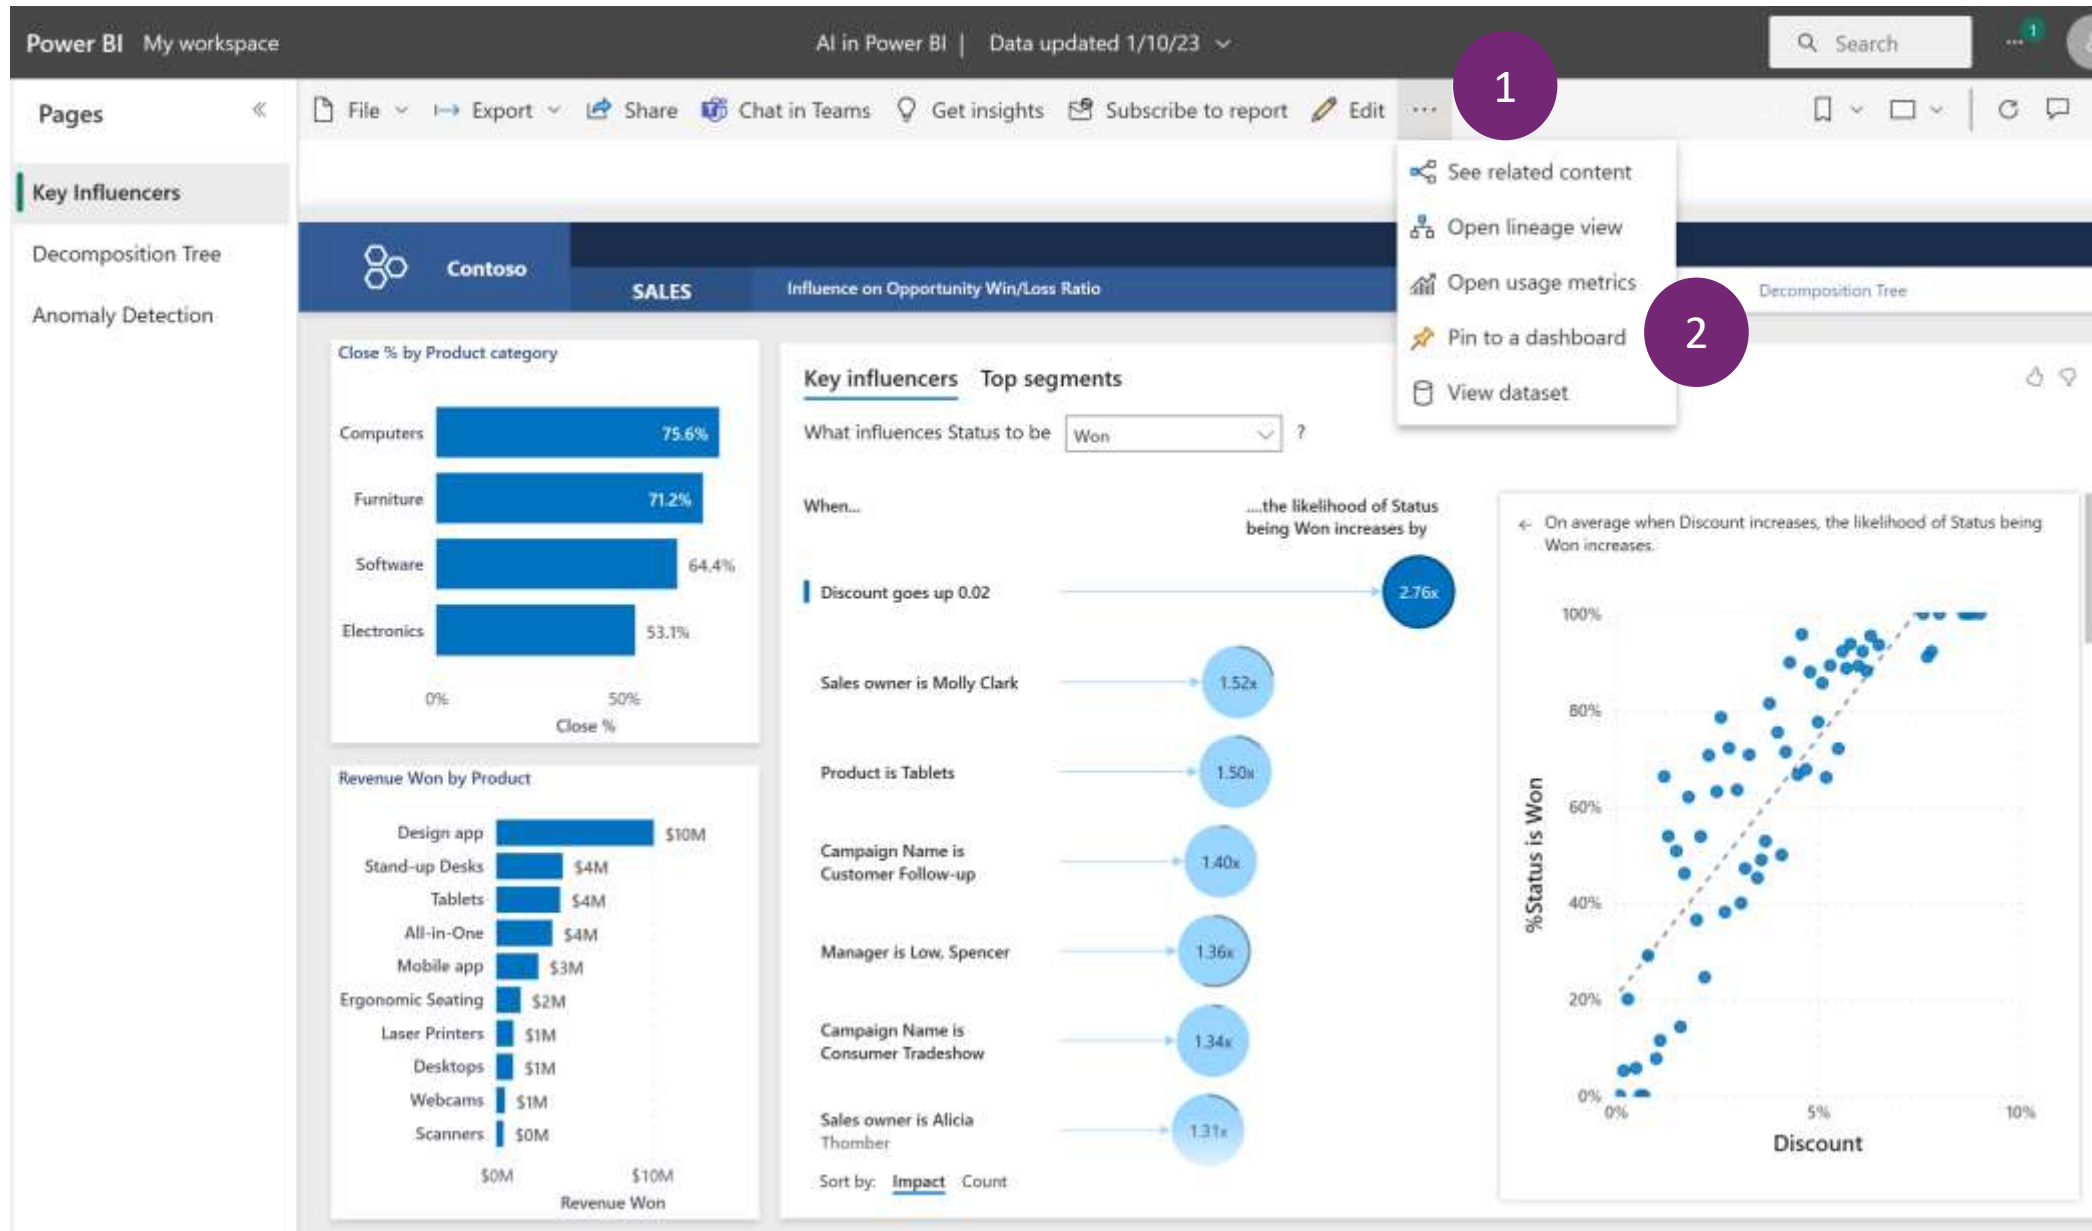 Power BI My workspace
AI in Power BI | Data updated 1/10/23
Search
... 1
Pages
File Export Share Chat in Teams Get insights Subscribe to report Edit ...
1
Key Influencers
Decomposition Tree
Anomaly Detection
See related content
Open lineage view
Open usage metrics
Pin to a dashboard
View dataset
2
Contoso
SALES
Influence on Opportunity Win/Loss Ratio
Decomposition Tree
Close % by Product category
Computers 75.6%
Furniture 71.2%
Software 64.4%
Electronics 53.1%
0% 50%
Close %
Revenue Won by Product
Design app $10M
Stand-up Desks $4M
Tablets $4M
All-in-One $4M
Mobile app $3M
Ergonomic Seating $2M
Laser Printers $1M
Desktops $1M
Webcams $1M
Scanners $0M
$0M $10M
Revenue Won
Key influencers Top segments
What influences Status to be Won ?
When...
....the likelihood of Status
being Won increases by
Discount goes up 0.02 2.76x
Sales owner is Molly Clark 1.52x
Product is Tablets 1.50x
Campaign Name is
Customer Follow-up
1.40x
Manager is Low, Spencer 1.36x
Campaign Name is
Consumer Tradeshow
1.34x
Sales owner is Alicia
Thomber
1.31x
Sort by: Impact Count
On average when Discount increases, the likelihood of Status being
Won increases.
100%
80%
60%
40%
20%
0%
%Status is Won
0% 5% 10%
Discount